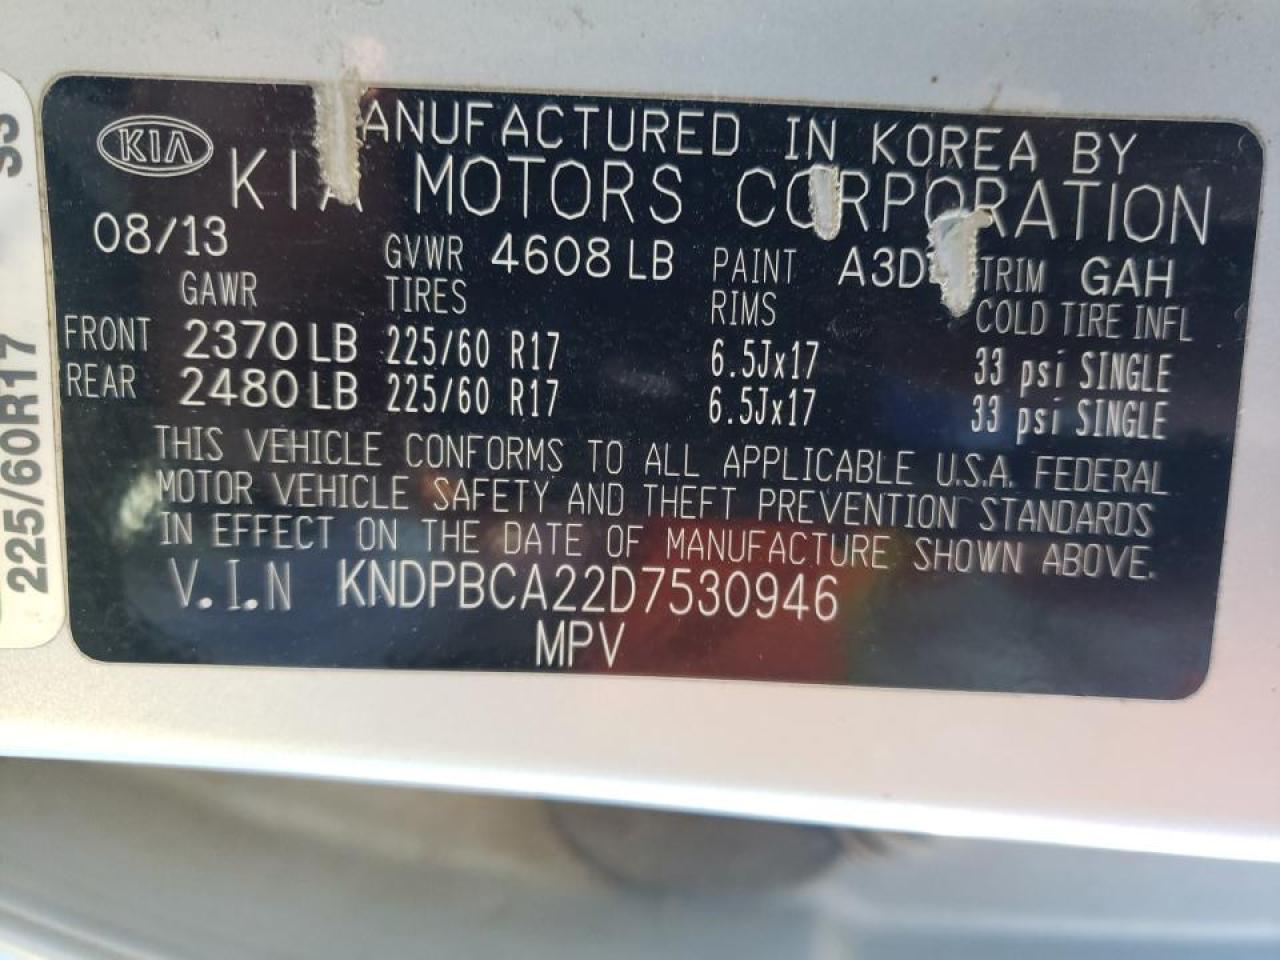 KIA
ANUFACTURED IN KOREA BY
KIA MOTORS CORPORATION
08/13 GVWR 4608 LB PAINT A3D TRIM GAH
GAWR TIRES RIMS COLD TIRE INFL
FRONT 2370 LB 225/60 R17 6.5Jx17 33 psi SINGLE
REAR 2480 LB 225/60 R17 6.5Jx17 33 psi SINGLE
THIS VEHICLE CONFORMS TO ALL APPLICABLE U.S.A. FEDERAL
MOTOR VEHICLE SAFETY AND THEFT PREVENTION STANDARDS
IN EFFECT ON THE DATE OF MANUFACTURE SHOWN ABOVE.
V.I.N KNDPBCA22D7530946
MPV
225/60R17